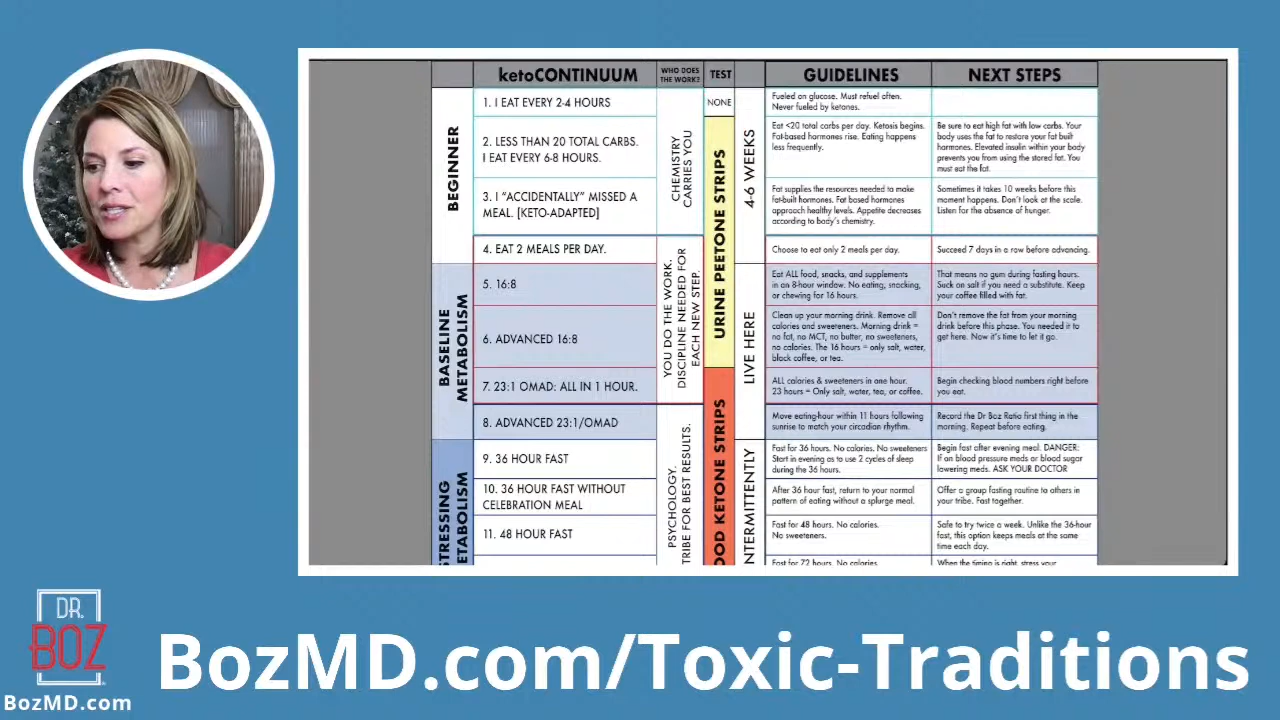 ketoCONTINUUM
WHO DOES
THE WORK?
TEST
GUIDELINES
NEXT STEPS
BEGINNER
1. I EAT EVERY 2-4 HOURS
CHEMISTRY
CARRIES YOU
NONE
4-6 WEEKS
Fueled on glucose. Must refuel often.
Never fueled by ketones.
2. LESS THAN 20 TOTAL CARBS.
I EAT EVERY 6-8 HOURS.
URINE PEETONE STRIPS
Eat <20 total carbs per day. Ketosis begins.
Fat-based hormones rise. Eating happens
less frequently.
Be sure to eat high fat with low carbs. Your
body uses the fat to restore your fat built
hormones. Elevated insulin within your body
prevents you from using the stored fat. You
must eat the fat.
3. I "ACCIDENTALLY" MISSED A
MEAL. [KETO-ADAPTED]
Fat supplies the resources needed to make
fat-built hormones. Fat based hormones
approach healthy levels. Appetite decreases
according to body's chemistry.
Sometimes it takes 10 weeks before this
moment happens. Don't look at the scale.
Listen for the absence of hunger.
4. EAT 2 MEALS PER DAY.
YOU DO THE WORK.
DISCIPLINE NEEDED FOR
EACH NEW STEP.
Choose to eat only 2 meals per day.
Succeed 7 days in a row before advancing.
BASELINE
METABOLISM
5. 16:8
LIVE HERE
Eat ALL food, snacks, and supplements
in an 8-hour window. No eating, snacking,
or chewing for 16 hours.
That means no gum during fasting hours.
Suck on salt if you need a substitute. Keep
your coffee filled with fat.
6. ADVANCED 16:8
Clean up your morning drink. Remove all
calories and sweeteners. Morning drink =
no fat, no MCT, no butter, no sweeteners,
no calories. The 16 hours = only salt, water,
black coffee, or tea.
Don't remove the fat from your morning
drink before this phase. You needed it to
get here. Now it's time to let it go.
7. 23:1 OMAD: ALL IN 1 HOUR.
OOD KETONE STRIPS
ALL calories & sweeteners in one hour.
23 hours = Only salt, water, tea, or coffee.
Begin checking blood numbers right before
you eat.
8. ADVANCED 23:1/OMAD
PSYCHOLOGY.
TRIBE FOR BEST RESULTS.
Move eating-hour within 11 hours following
sunrise to match your circadian rhythm.
Record the Dr Boz Ratio first thing in the
morning. Repeat before eating.
STRESSING
ETABOLISM
9. 36 HOUR FAST
NTERMITTENTLY
Fast for 36 hours. No calories. No sweeteners
Start in evening as to use 2 cycles of sleep
during the 36 hours.
Begin fast after evening meal. DANGER:
If on blood pressure meds or blood sugar
lowering meds. ASK YOUR DOCTOR
10. 36 HOUR FAST WITHOUT
CELEBRATION MEAL
After 36 hour fast, return to your normal
pattern of eating without a splurge meal.
Offer a group fasting routine to others in
your tribe. Fast together.
11. 48 HOUR FAST
Fast for 48 hours. No calories.
No sweeteners.
Safe to try twice a week. Unlike the 36-hour
fast, this option keeps meals at the same
time each day.
Fast for 72 hours. No calories.
When the timing is right, stress your
DR.
BOZ
BozMD.com
BozMD.com/Toxic-Traditions